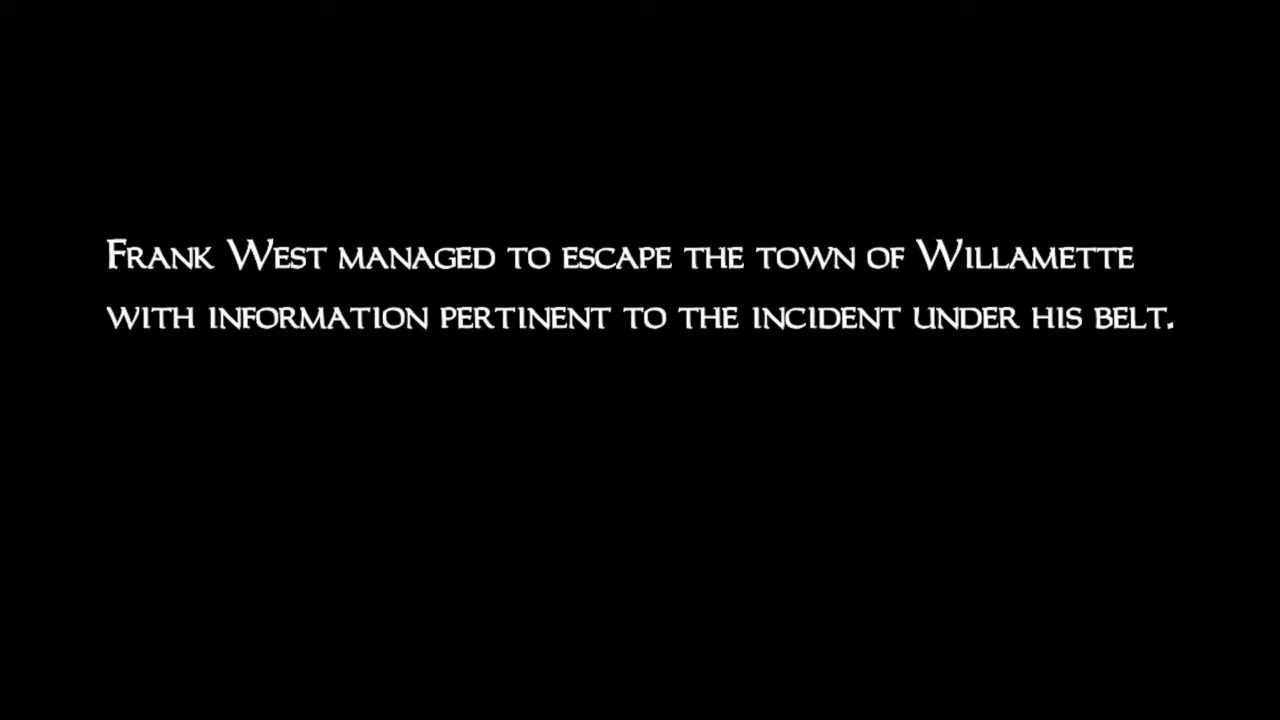 Frank West managed to escape the town of Willamette
with information pertinent to the incident under his belt.